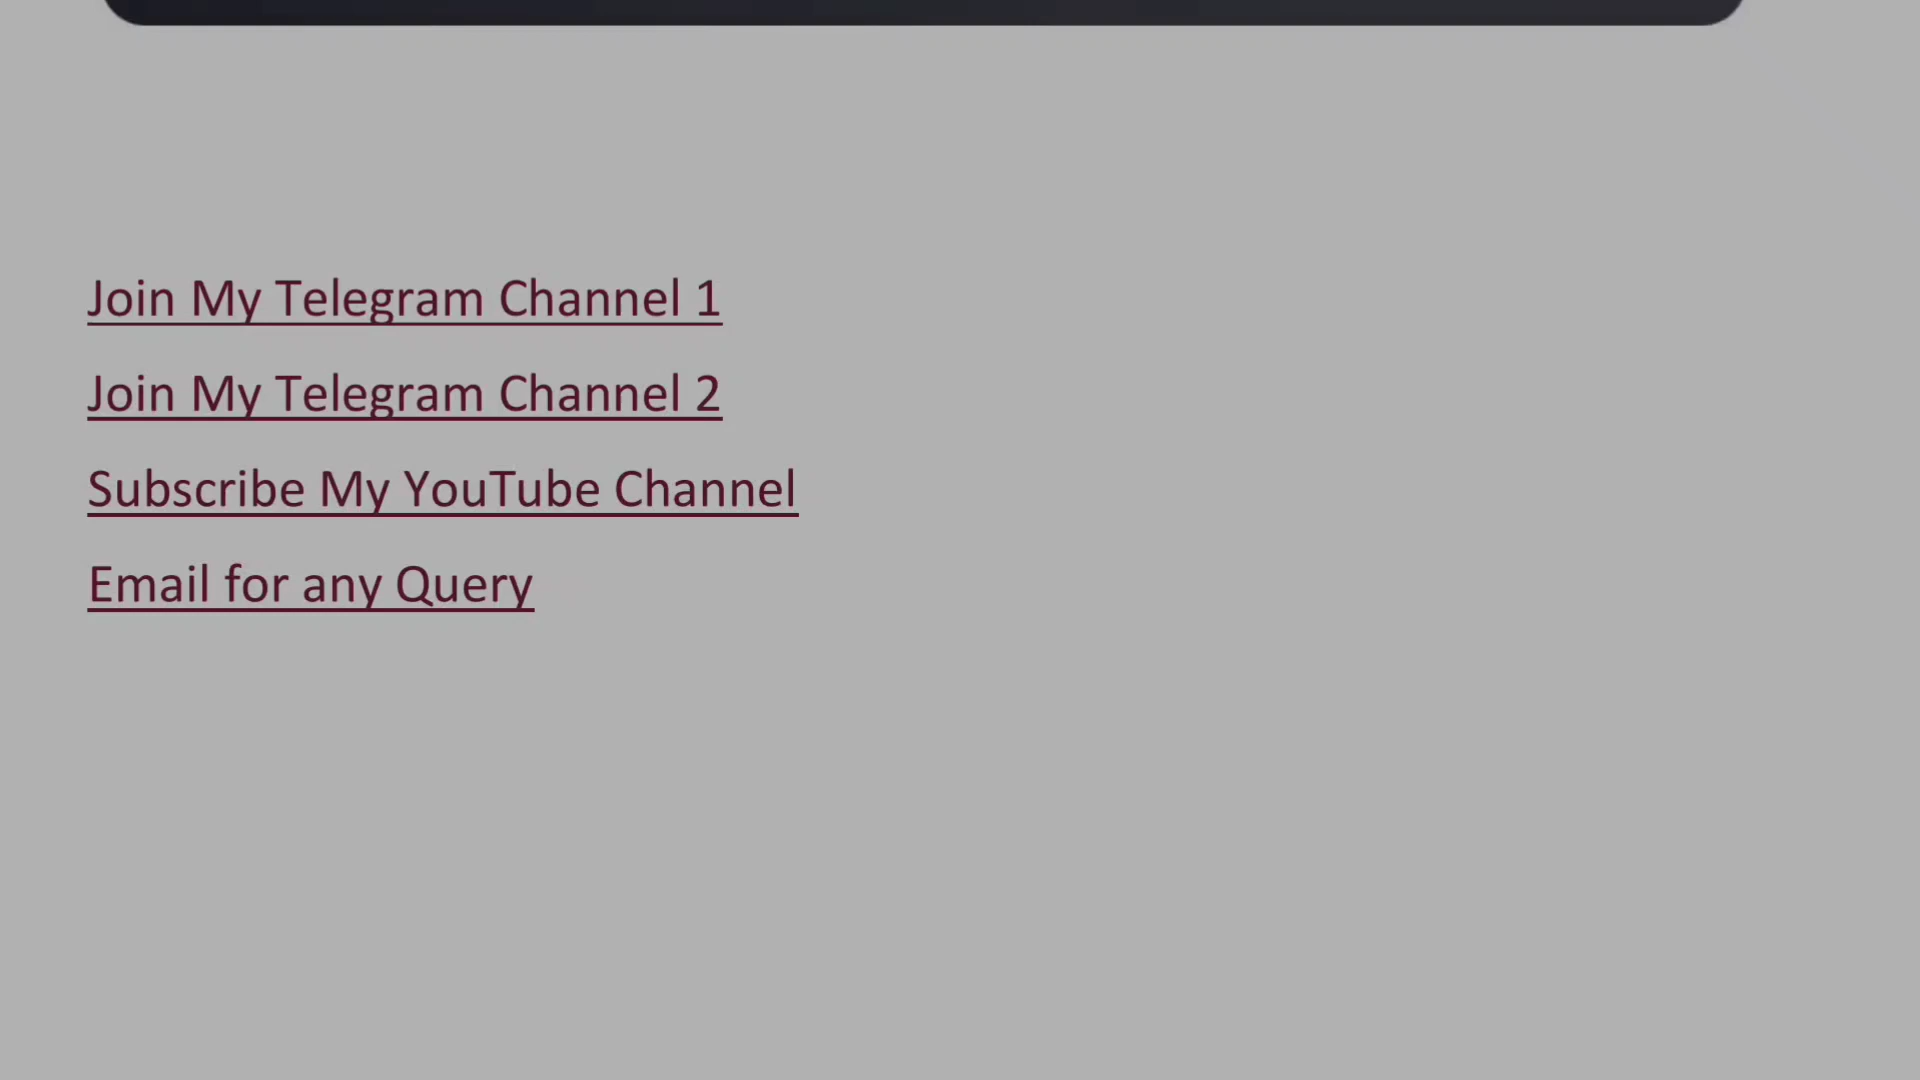 Join My Telegram Channel 1
Join My Telegram Channel 2
Subscribe My YouTube Channel
Email for any Query